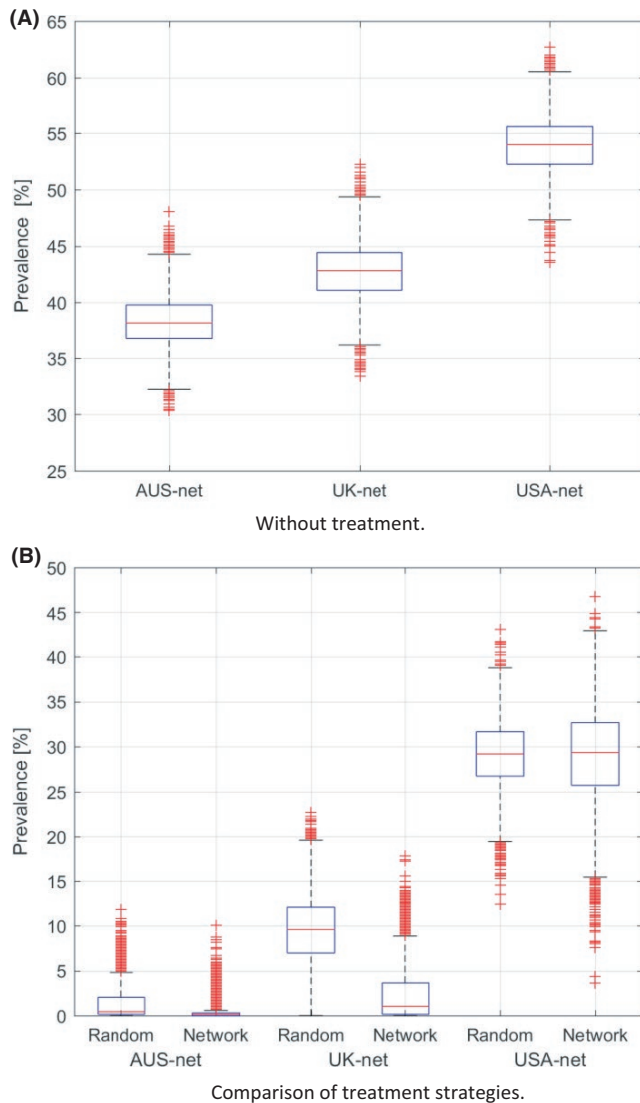 (A)
65
60
55
50
45
40
35
30
25
Prevalence [%]
AUS-net UK-net USA-net
Without treatment.
(B)
50
45
40
35
30
25
20
15
10
5
0
Prevalence [%]
Random Network Random Network Random Network
AUS-net UK-net USA-net
Comparison of treatment strategies.